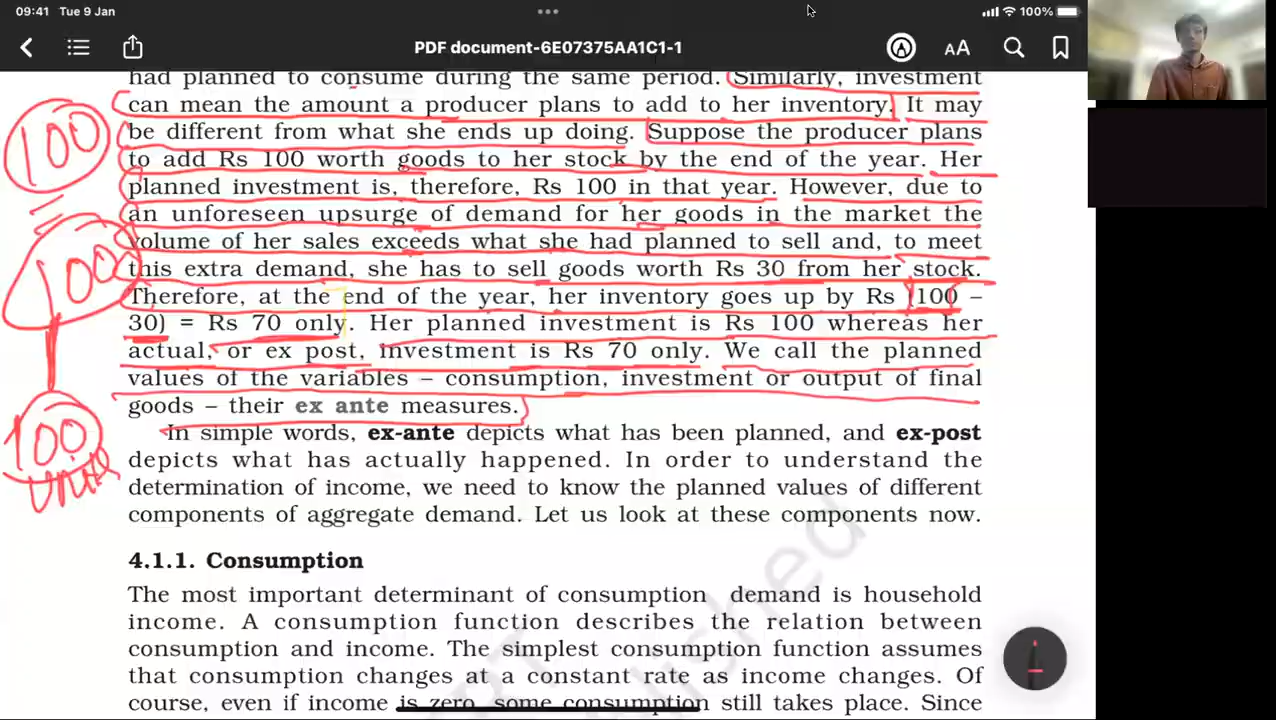 09:41 Tue 9 Jan
100%
PDF document-6E07375AA1C1-1
AA
had planned to consume during the same period. Similarly, investment
can mean the amount a producer plans to add to her inventory. It may
be different from what she ends up doing. Suppose the producer plans
to add Rs 100 worth goods to her stock by the end of the year. Her
planned investment is, therefore, Rs 100 in that year. However, due to
an unforeseen upsurge of demand for her goods in the market the
volume of her sales exceeds what she had planned to sell and, to meet
this extra demand, she has to sell goods worth Rs 30 from her stock.
Therefore, at the end of the year, her inventory goes up by Rs (100 –
30) = Rs 70 only. Her planned investment is Rs 100 whereas her
actual, or ex post, investment is Rs 70 only. We call the planned
values of the variables – consumption, investment or output of final
goods – their ex ante measures.
In simple words, ex-ante depicts what has been planned, and ex-post
depicts what has actually happened. In order to understand the
determination of income, we need to know the planned values of different
components of aggregate demand. Let us look at these components now.
4.1.1. Consumption
The most important determinant of consumption demand is household
income. A consumption function describes the relation between
consumption and income. The simplest consumption function assumes
that consumption changes at a constant rate as income changes. Of
course, even if income is zero, some consumption still takes place. Since
100
1000
100
units